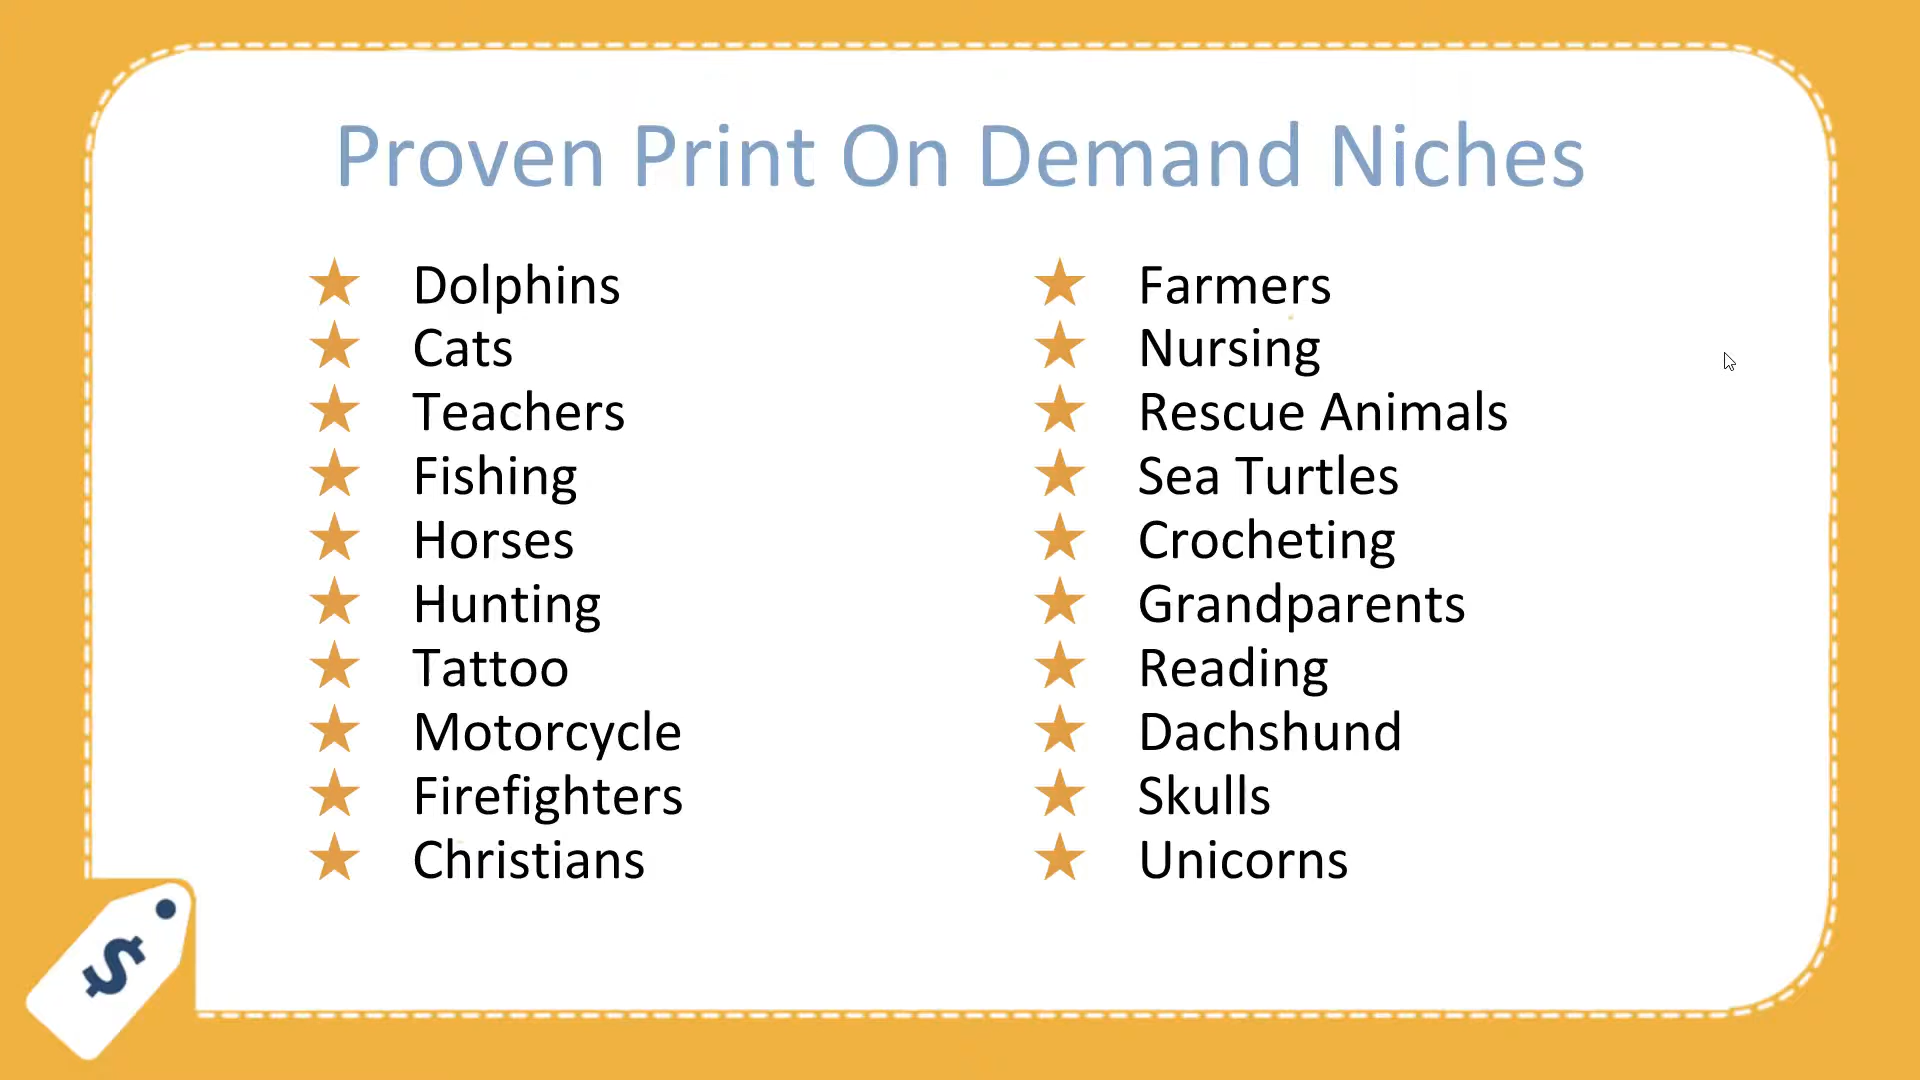 Proven Print On Demand Niches
Dolphins
Cats
Teachers
Fishing
Horses
Hunting
Tattoo
Motorcycle
Firefighters
Christians
Farmers
Nursing
Rescue Animals
Sea Turtles
Crocheting
Grandparents
Reading
Dachshund
Skulls
Unicorns
$